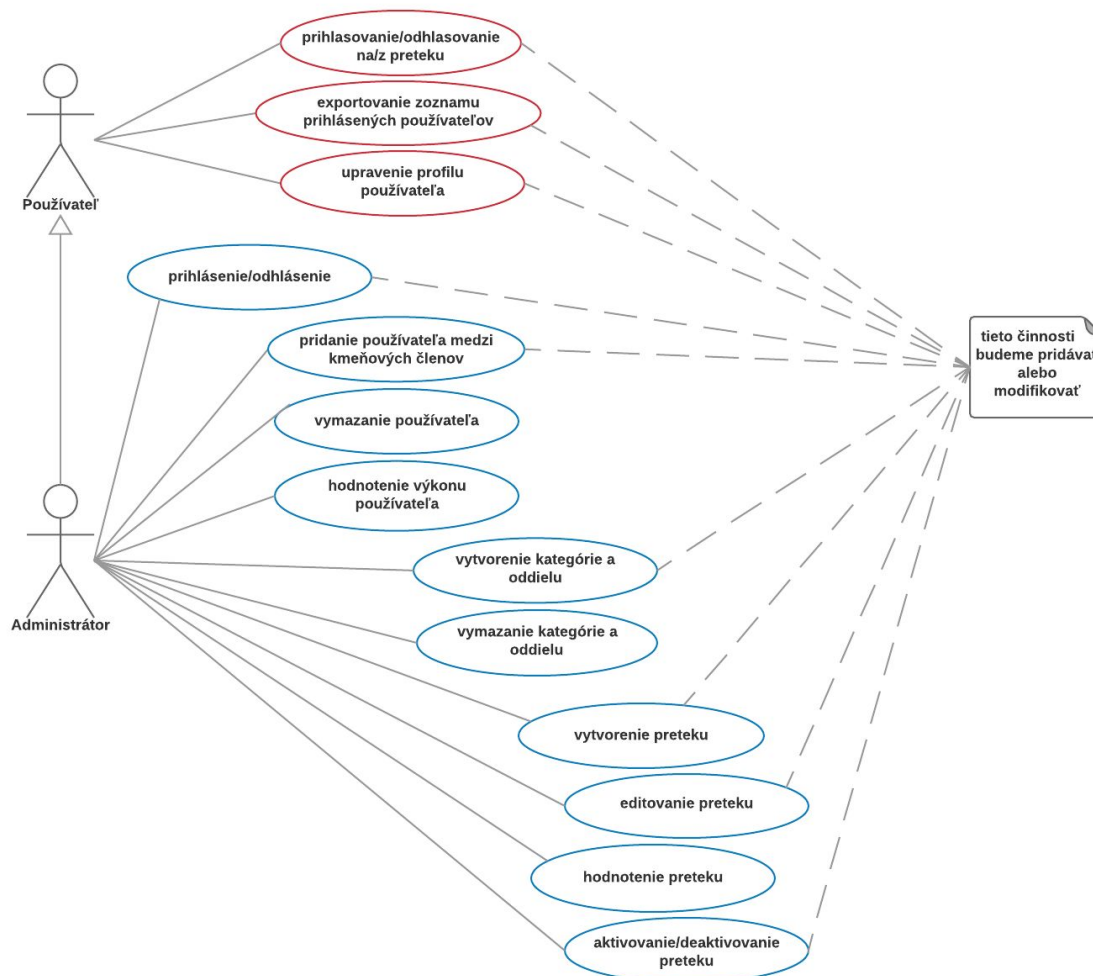 prihlasovanie/odhlasovanie
na/z preteku
exportovanie zoznamu
prihlásených používateľov
upravenie profilu
používateľa
Používateľ
prihlásenie/odhlásenie
pridanie používateľa medzi
kmeňových členov
tieto činnosti
budeme pridávať
alebo
modifikovať
vymazanie používateľa
hodnotenie výkonu
používateľa
vytvorenie kategórie a
oddielu
Administrátor
vymazanie kategórie a
oddielu
vytvorenie preteku
editovanie preteku
hodnotenie preteku
aktivovanie/deaktivovanie
preteku